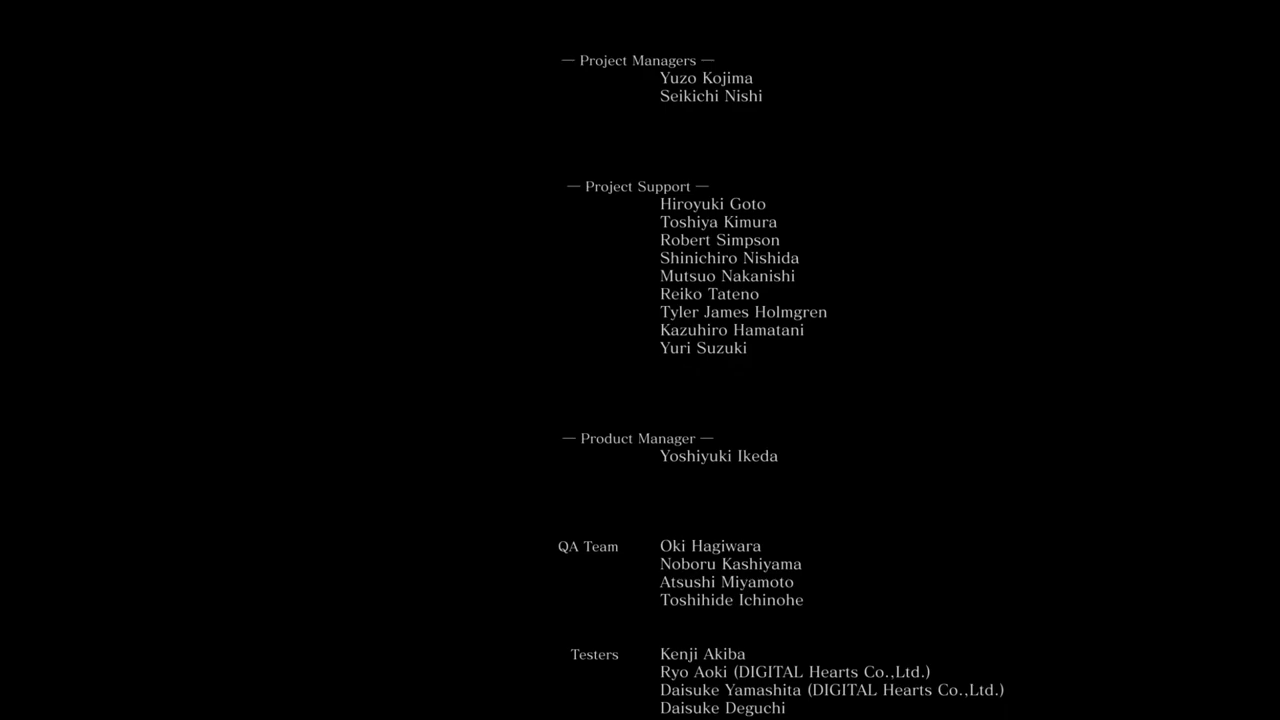 — Project Managers —
Yuzo Kojima
Seikichi Nishi
— Project Support —
Hiroyuki Goto
Toshiya Kimura
Robert Simpson
Shinichiro Nishida
Mutsuo Nakanishi
Reiko Tateno
Tyler James Holmgren
Kazuhiro Hamatani
Yuri Suzuki
— Product Manager —
Yoshiyuki Ikeda
QA Team Oki Hagiwara
Noboru Kashiyama
Atsushi Miyamoto
Toshihide Ichinohe
Testers Kenji Akiba
Ryo Aoki (DIGITAL Hearts Co.,Ltd.)
Daisuke Yamashita (DIGITAL Hearts Co.,Ltd.)
Daisuke Deguchi